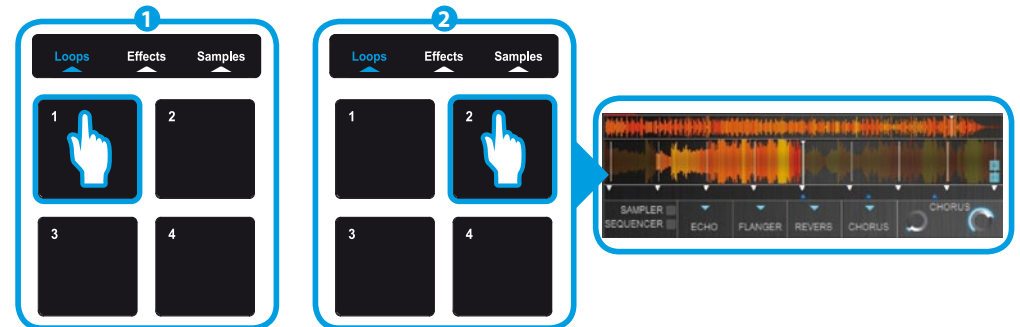 1
Loops Effects Samples
1 2
3 4
2
Loops Effects Samples
1 2
3 4
SAMPLER
SEQUENCER
ECHO FLANGER REVERS CHORUS
CHORUS